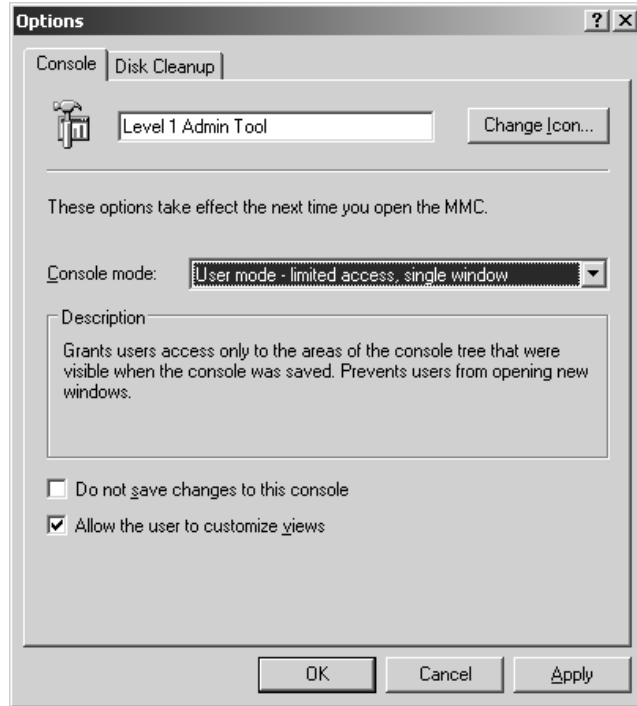 Options
Console
Disk Cleanup
Level 1 Admin Tool
Change Icon...
These options take effect the next time you open the MMC.
Console mode:
User mode - limited access, single window
Description
Grants users access only to the areas of the console tree that were
visible when the console was saved. Prevents users from opening new
windows.
Do not save changes to this console
Allow the user to customize views
OK
Cancel
Apply